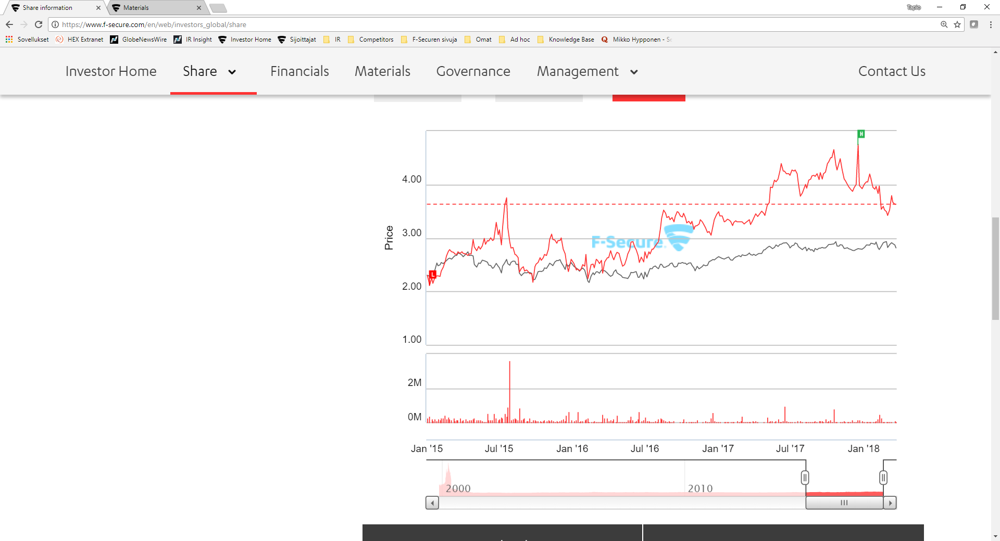 Share information
Materials
Tapio
https://www.f-secure.com/en/web/investors_global/share
Sovellukset
HEX Extranet
GlobeNewsWire
IR Insight
Investor Home
Sijoittajat
IR
Competitors
F-Securen sivuja
Omat
Ad hoc
Knowledge Base
Mikko Hypponen - Se
Investor Home
Share
Financials
Materials
Governance
Management
Contact Us
H
4.00
3.00
2.00
1.00
Price
F-Secure.
L
2M
0M
Jan '15
Jul '15
Jan '16
Jul '16
Jan '17
Jul '17
Jan '18
2000
2010